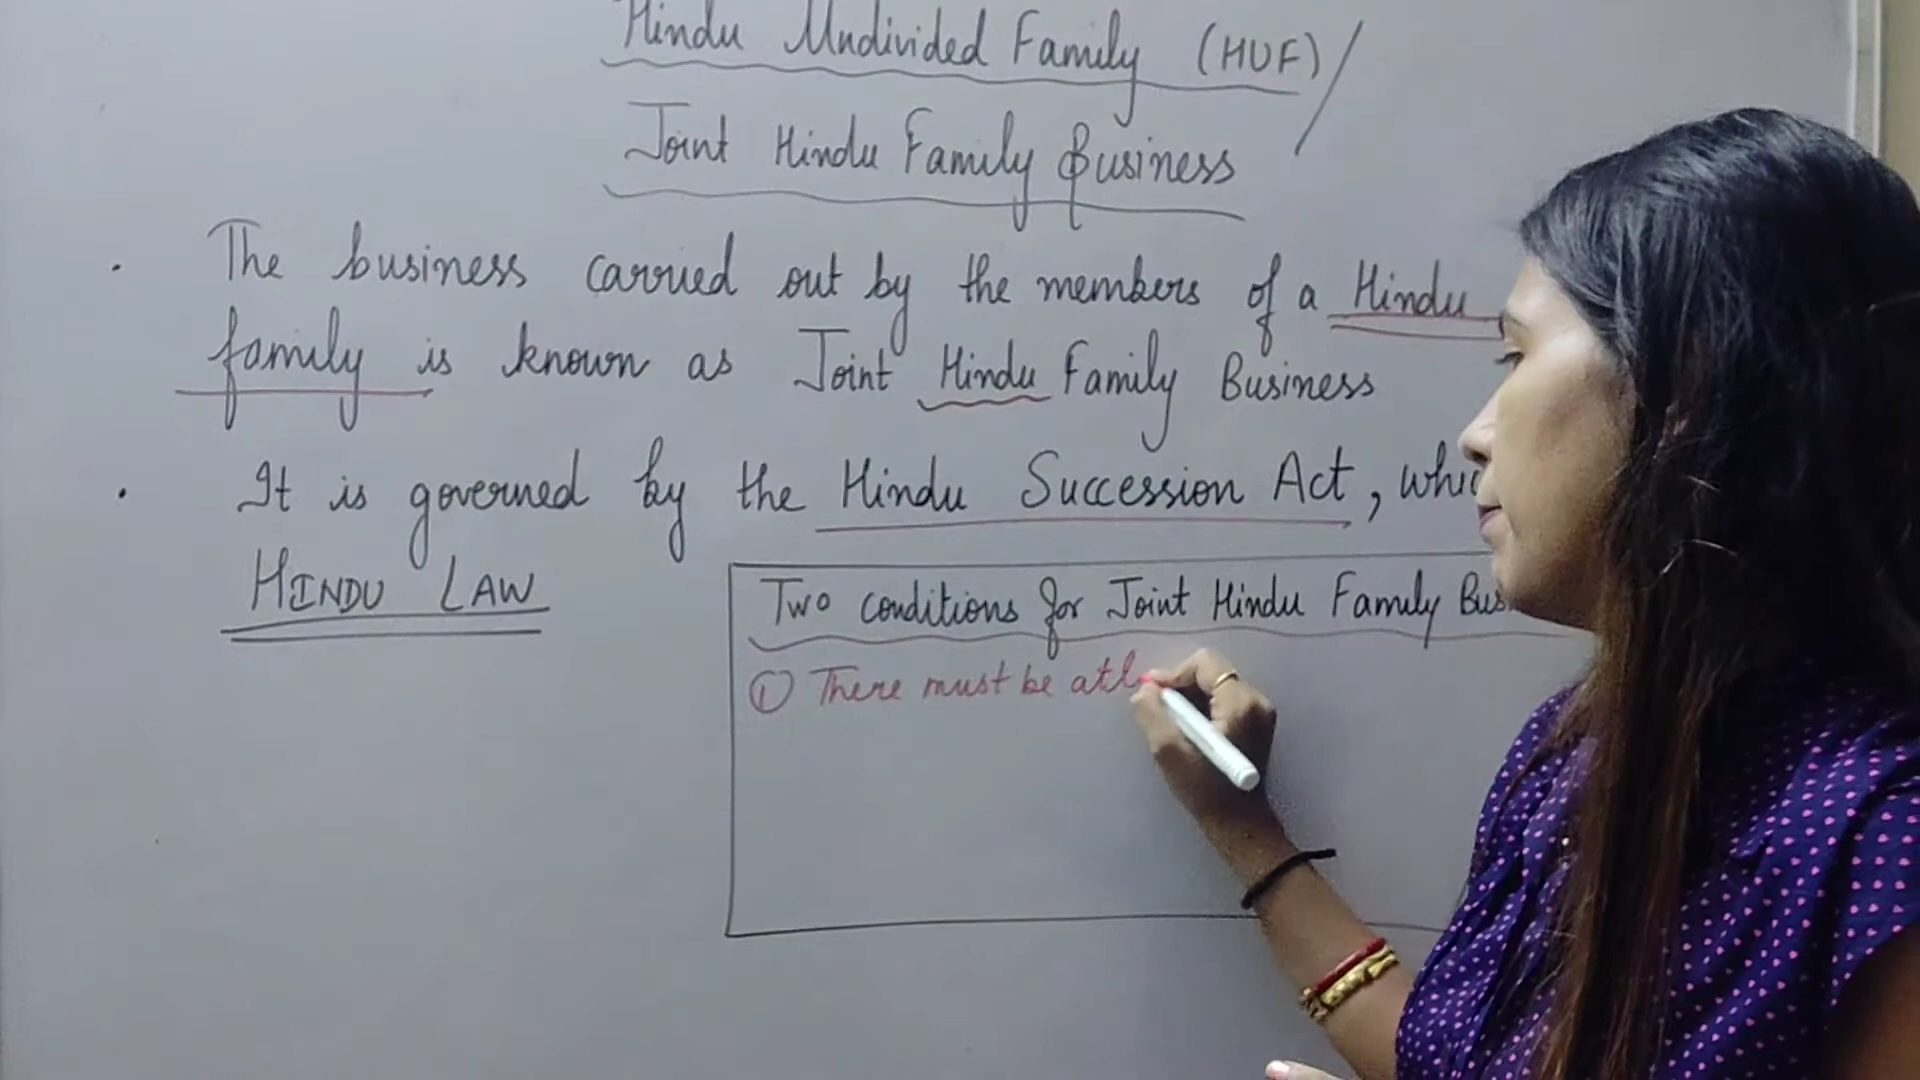 Hindu Undivided Family (HUF)/
Joint Hindu Family Business
. The business carried out by the members of a Hindu
family is known as Joint Hindu Family Business
. It is governed by the Hindu Succession Act,
HINDU LAW
Two conditions for Joint Hindu Family Bus
① There must be atl